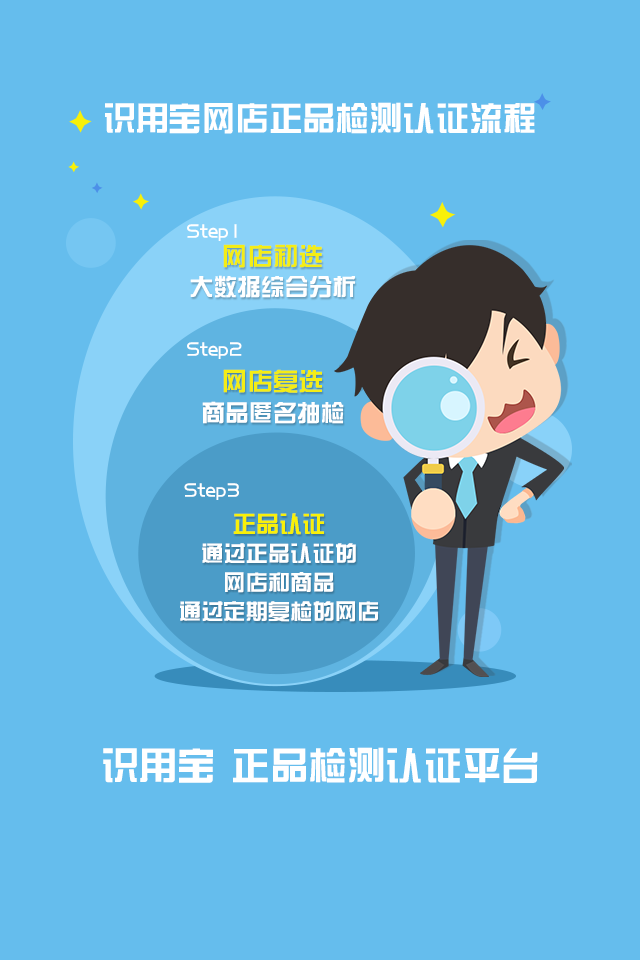 识用宝网店正品检测认证流程
Step1
网店初选
大数据综合分析
Step2
网店复选
商品匿名抽检
Step3
正品认证
通过正品认证的
网店和商品
通过定期复检的网店
识用宝 正品检测认证平台